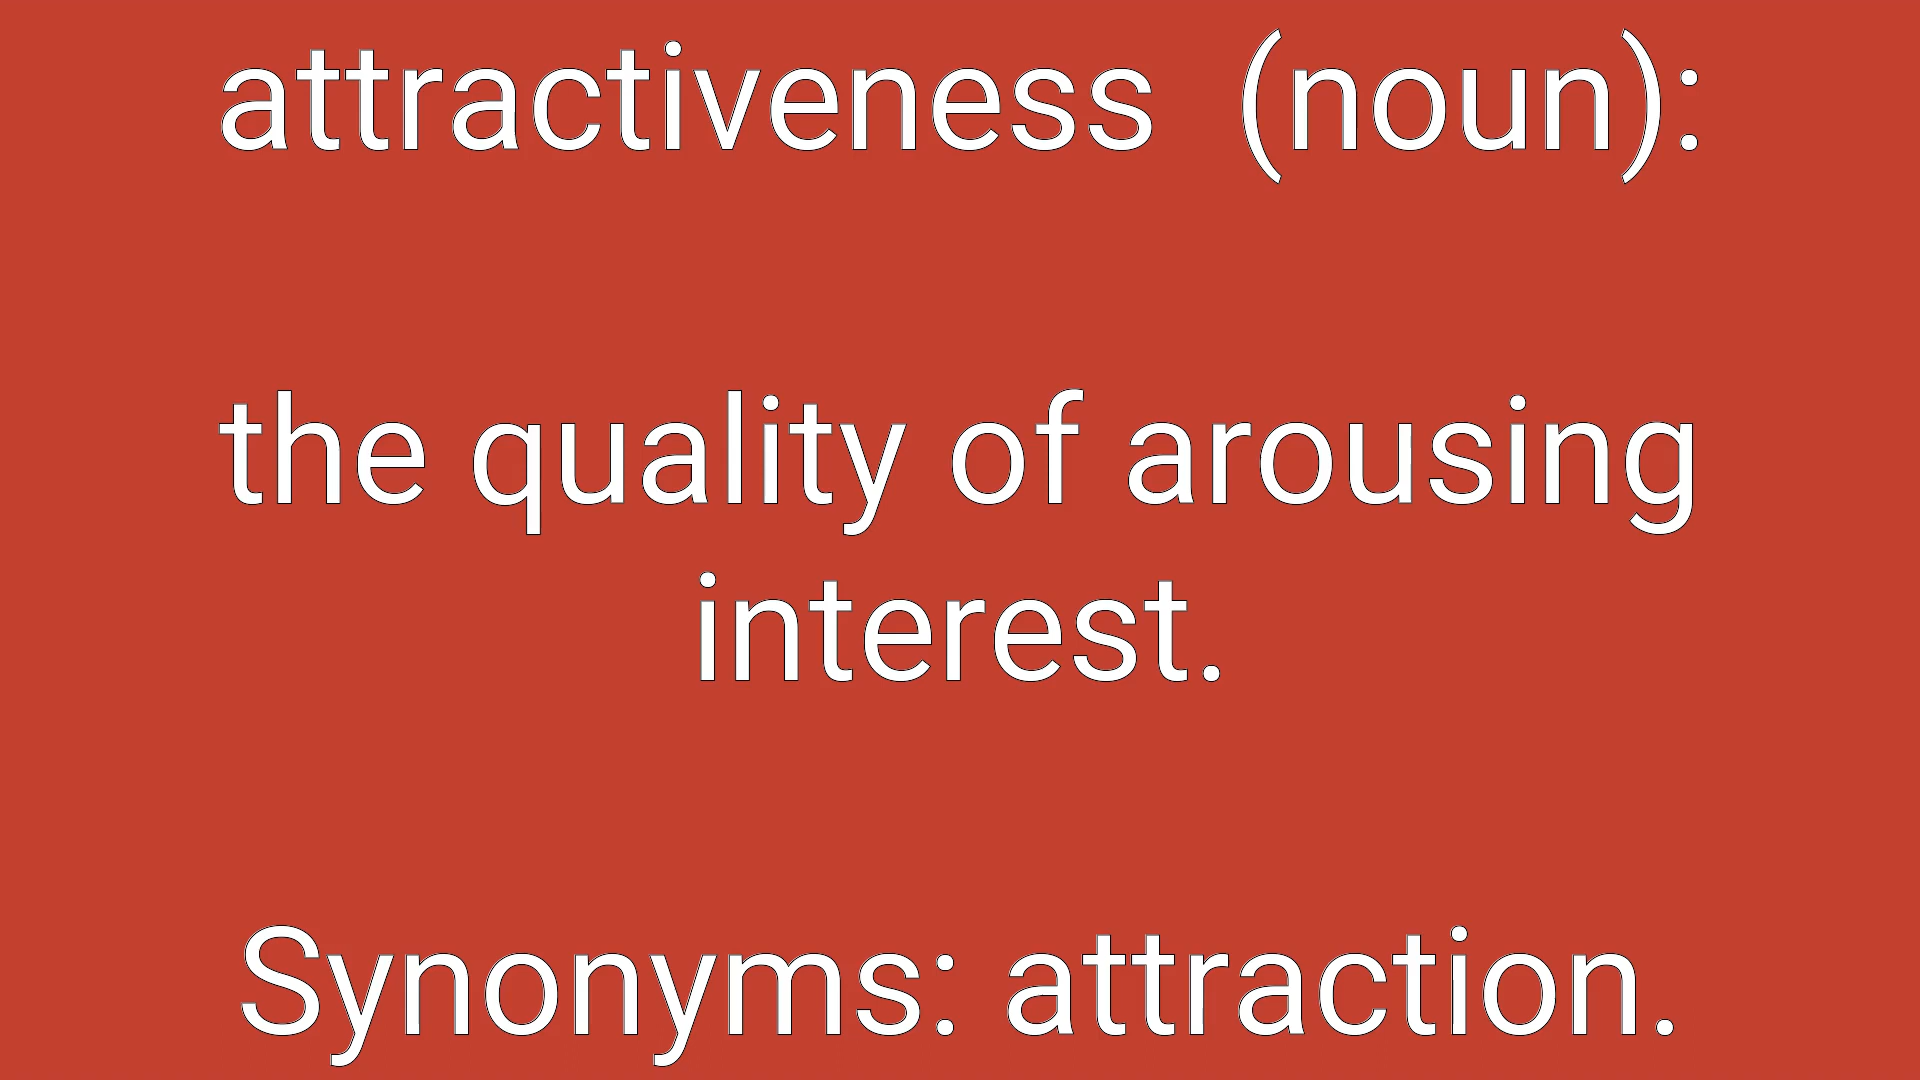 attractiveness  (noun):
the quality of arousing
interest.
Synonyms: attraction.